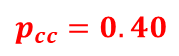 p_cc = 0.40